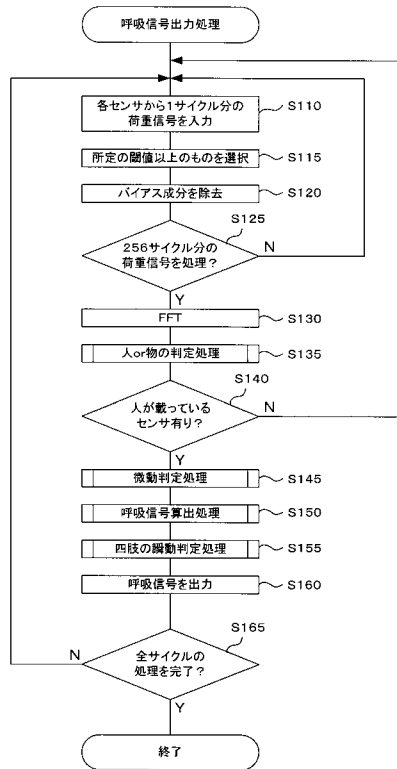 呼吸信号出力処理
各センサから1サイクル分の
荷重信号を入力
S110
所定の閾値以上のものを選択
S115
バイアス成分を除去
S120
S125
256サイクル分の
荷重信号を処理?
N
Y
FFT
S130
人or物の判定処理
S135
S140
人が載っている
センサ有り?
N
Y
微動判定処理
S145
呼吸信号算出処理
S150
四肢の瞬動判定処理
S155
呼吸信号を出力
S160
S165
全サイクルの
処理を完了?
N
Y
終了